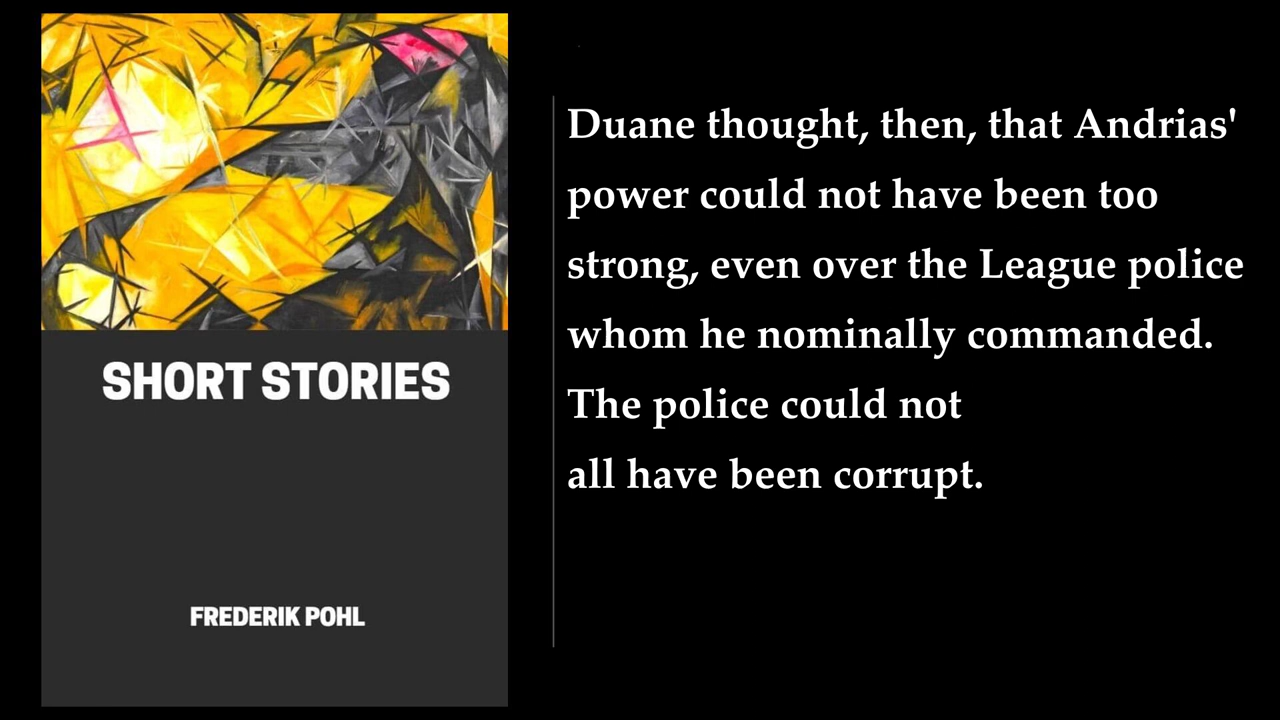 SHORT STORIES
FREDERIK POHL
Duane thought, then, that Andrias'
power could not have been too
strong, even over the League police
whom he nominally commanded.
The police could not
all have been corrupt.